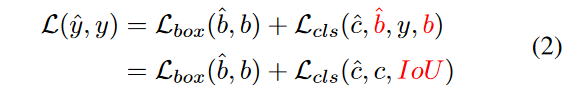 ℒ(ŷ, y) = ℒ_box(b̂, b) + ℒ_cls(ĉ, b̂, y, b)
= ℒ_box(b̂, b) + ℒ_cls(ĉ, c, IoU)
(2)